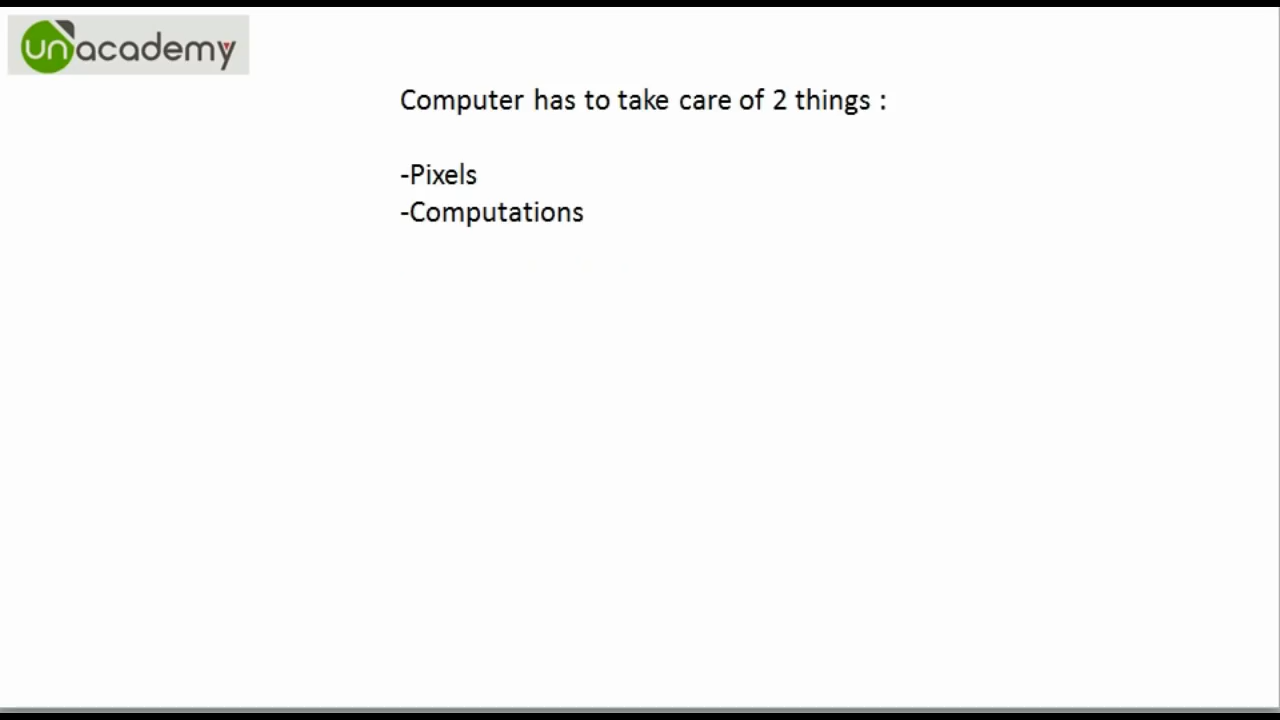 unacademy
Computer has to take care of 2 things :
-Pixels
-Computations